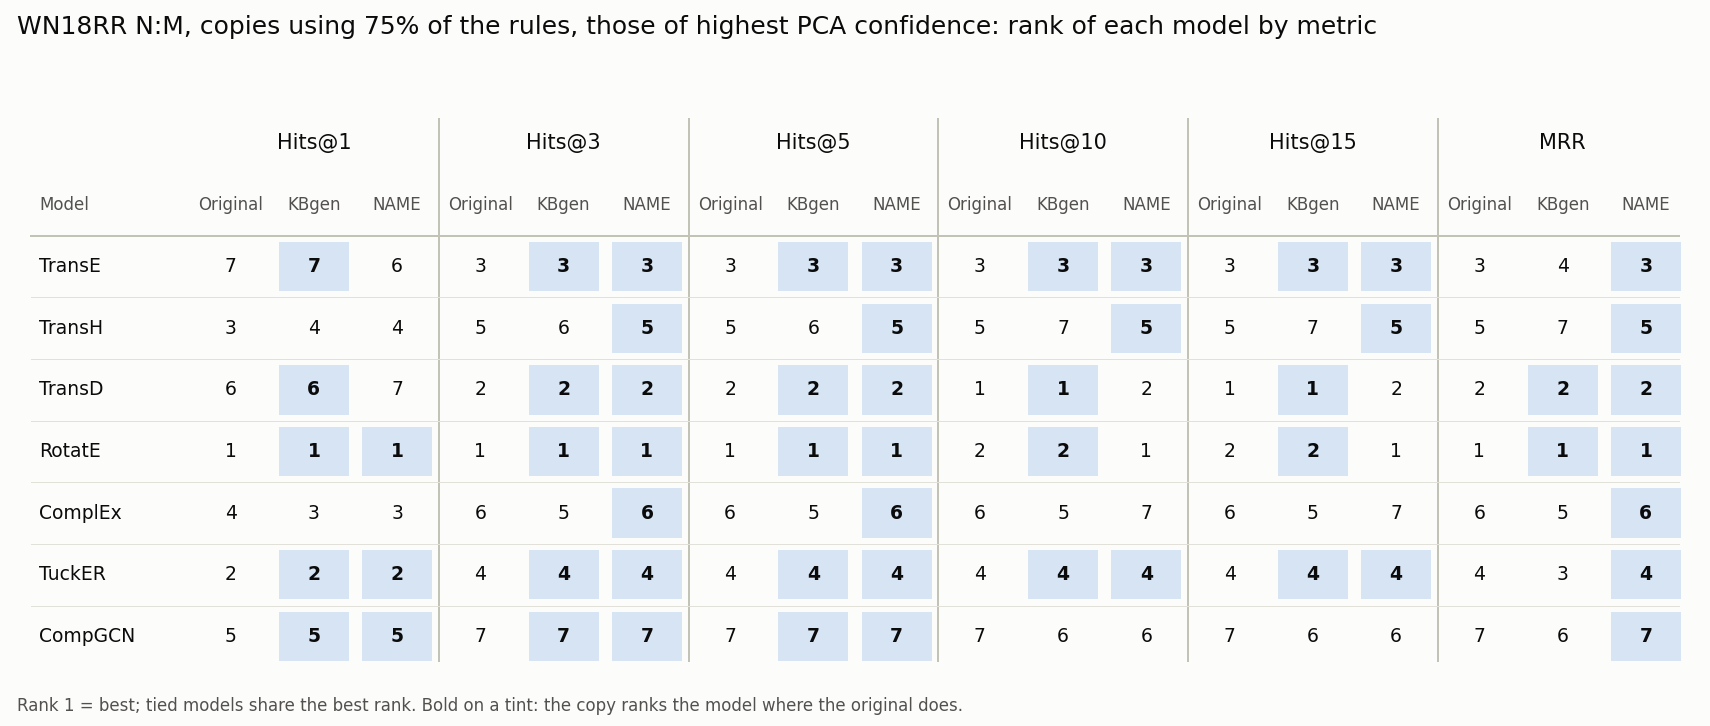 WN18RR N:M, copies using 75% of the rules, those of highest PCA confidence: rank of each model by metric
Hits@1 Hits@3 Hits@5 Hits@10 Hits@15 MRR
Model Original KBgen NAME Original KBgen NAME Original KBgen NAME Original KBgen NAME Original KBgen NAME Original KBgen NAME
TransE 7 7 6 3 3 3 3 3 3 3 3 3 3 3 3 3 4 3
TransH 3 4 4 5 6 5 5 6 5 5 7 5 5 7 5 5 7 5
TransD 6 6 7 2 2 2 2 2 2 1 1 2 1 1 2 2 2 2
RotatE 1 1 1 1 1 1 1 1 1 2 2 1 2 2 1 1 1 1
ComplEx 4 3 3 6 5 6 6 5 6 6 5 7 6 5 7 6 5 6
TuckER 2 2 2 4 4 4 4 4 4 4 4 4 4 4 4 4 3 4
CompGCN 5 5 5 7 7 7 7 7 7 7 6 6 7 6 6 7 6 7
Rank 1 = best; tied models share the best rank. Bold on a tint: the copy ranks the model where the original does.